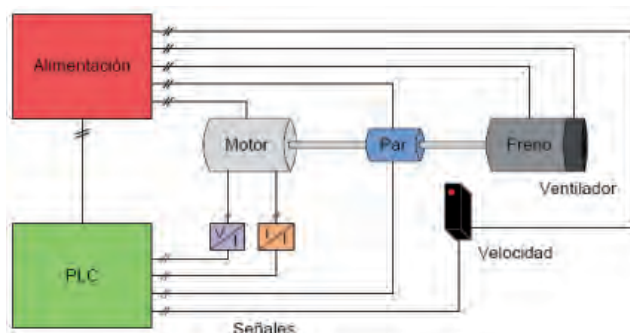 Alimentación
Motor
Par
Freno
Ventilador
V/I
I/I
Velocidad
PLC
Señales